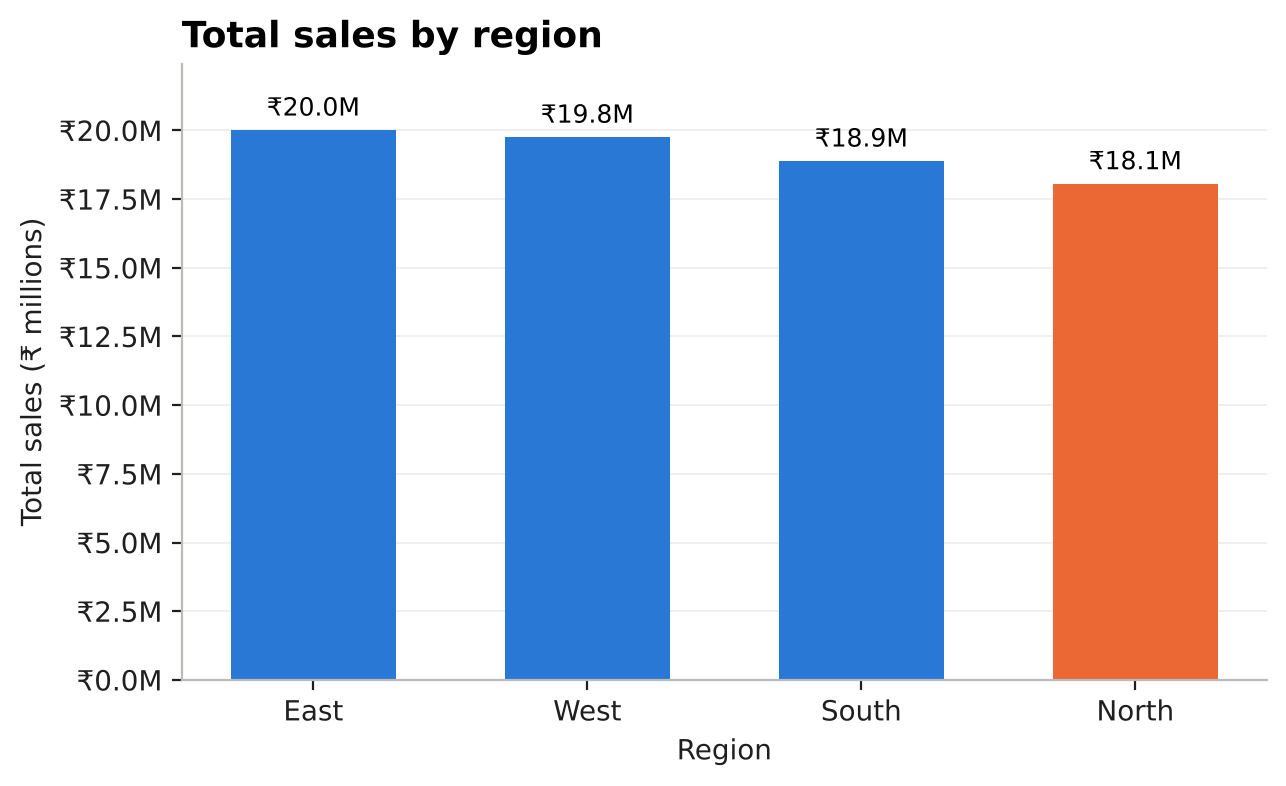 Total sales by region
₹20.0M
₹19.8M
₹18.9M
₹18.1M
₹20.0M
₹17.5M
₹15.0M
₹12.5M
₹10.0M
₹7.5M
₹5.0M
₹2.5M
₹0.0M
Total sales (₹ millions)
East
West
South
North
Region